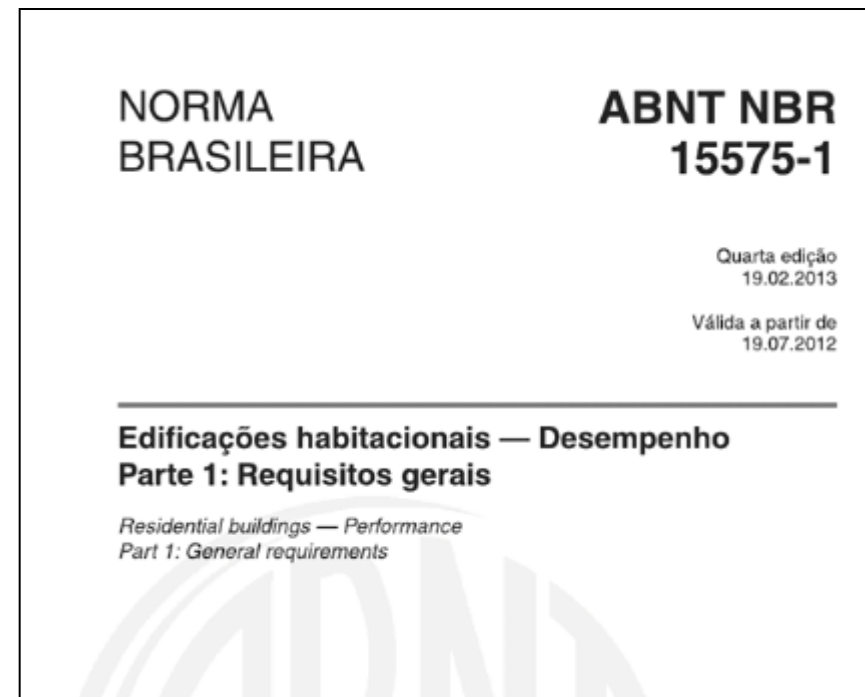 NORMA
BRASILEIRA
ABNT NBR
15575-1
Quarta edição
19.02.2013
Válida a partir de
19.07.2012
Edificações habitacionais — Desempenho
Parte 1: Requisitos gerais
Residential buildings — Performance
Part 1: General requirements
ABNT